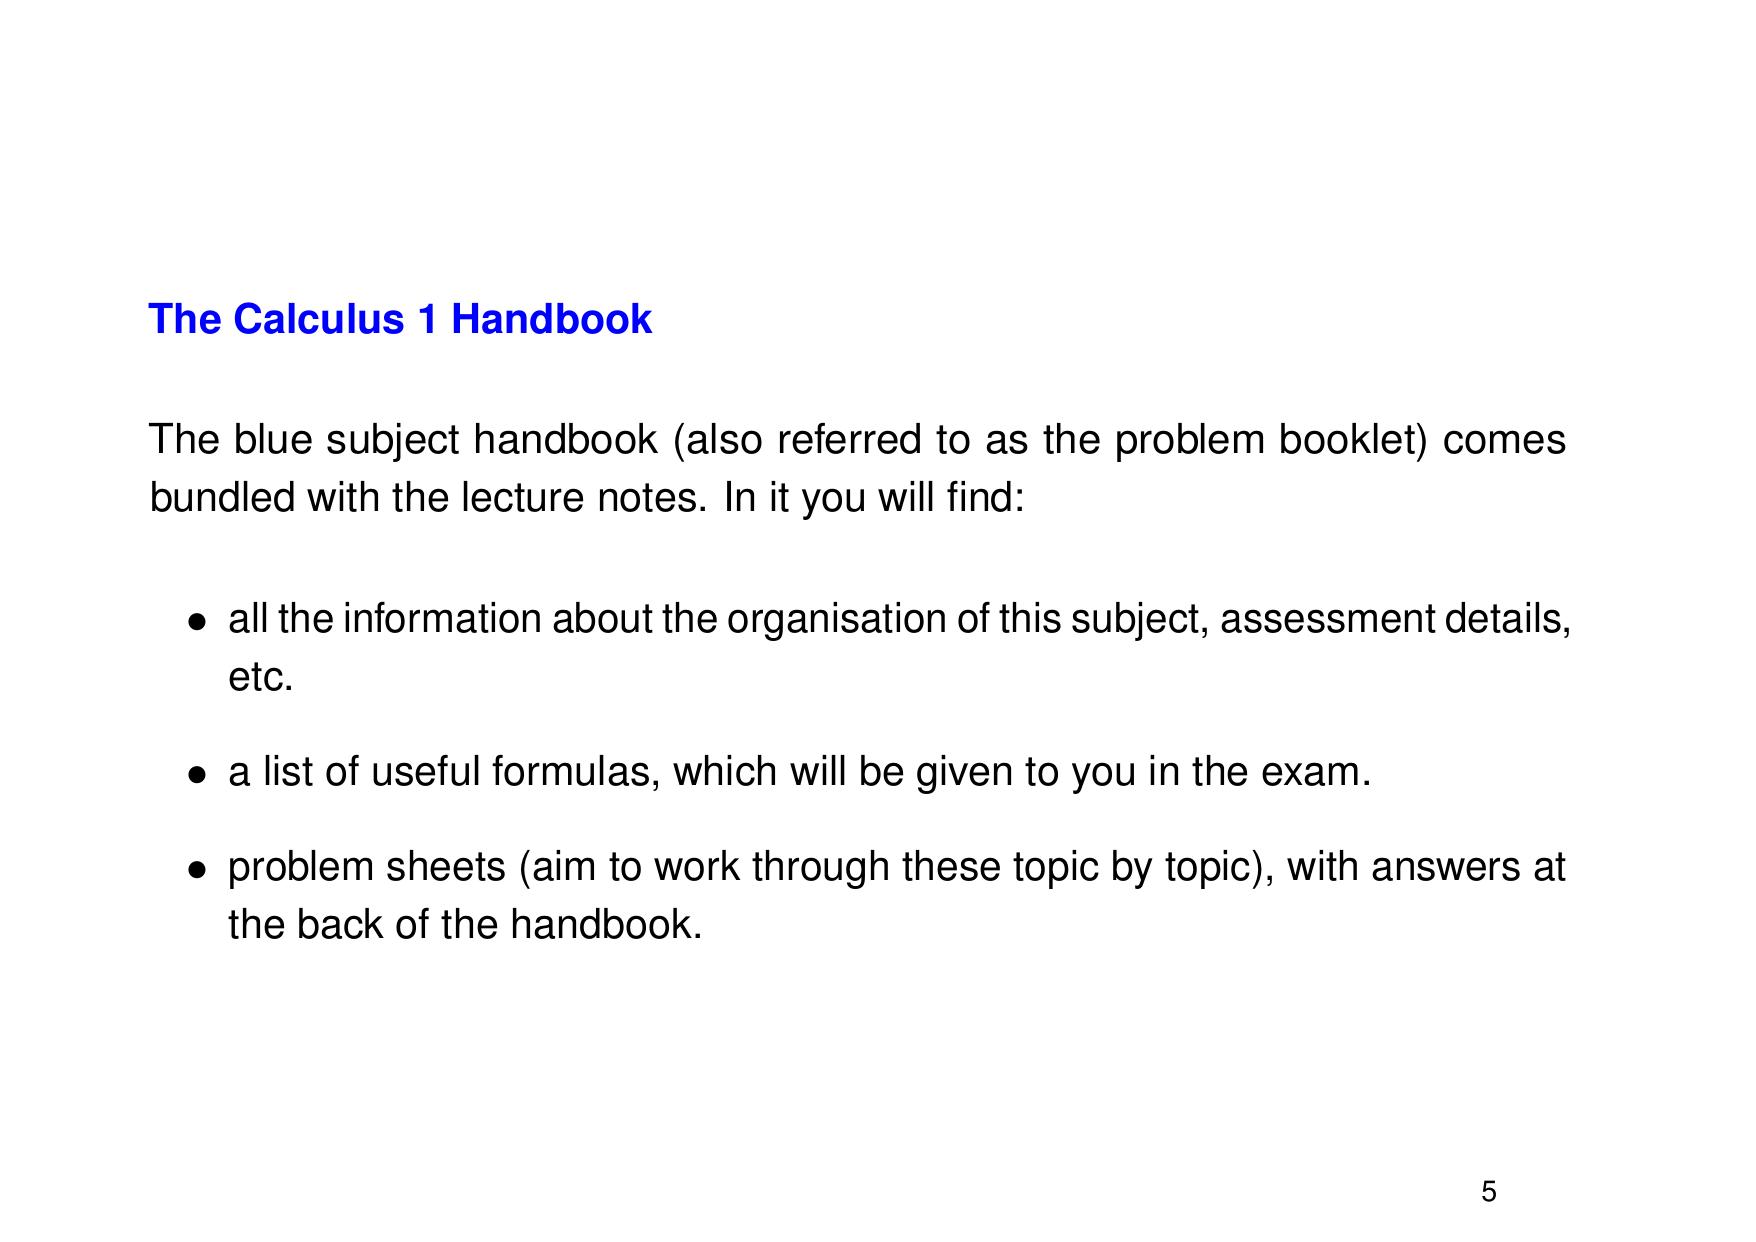 The Calculus 1 Handbook
The blue subject handbook (also referred to as the problem booklet) comes
bundled with the lecture notes. In it you will find:
• all the information about the organisation of this subject, assessment details,
etc.
• a list of useful formulas, which will be given to you in the exam.
• problem sheets (aim to work through these topic by topic), with answers at
the back of the handbook.
5